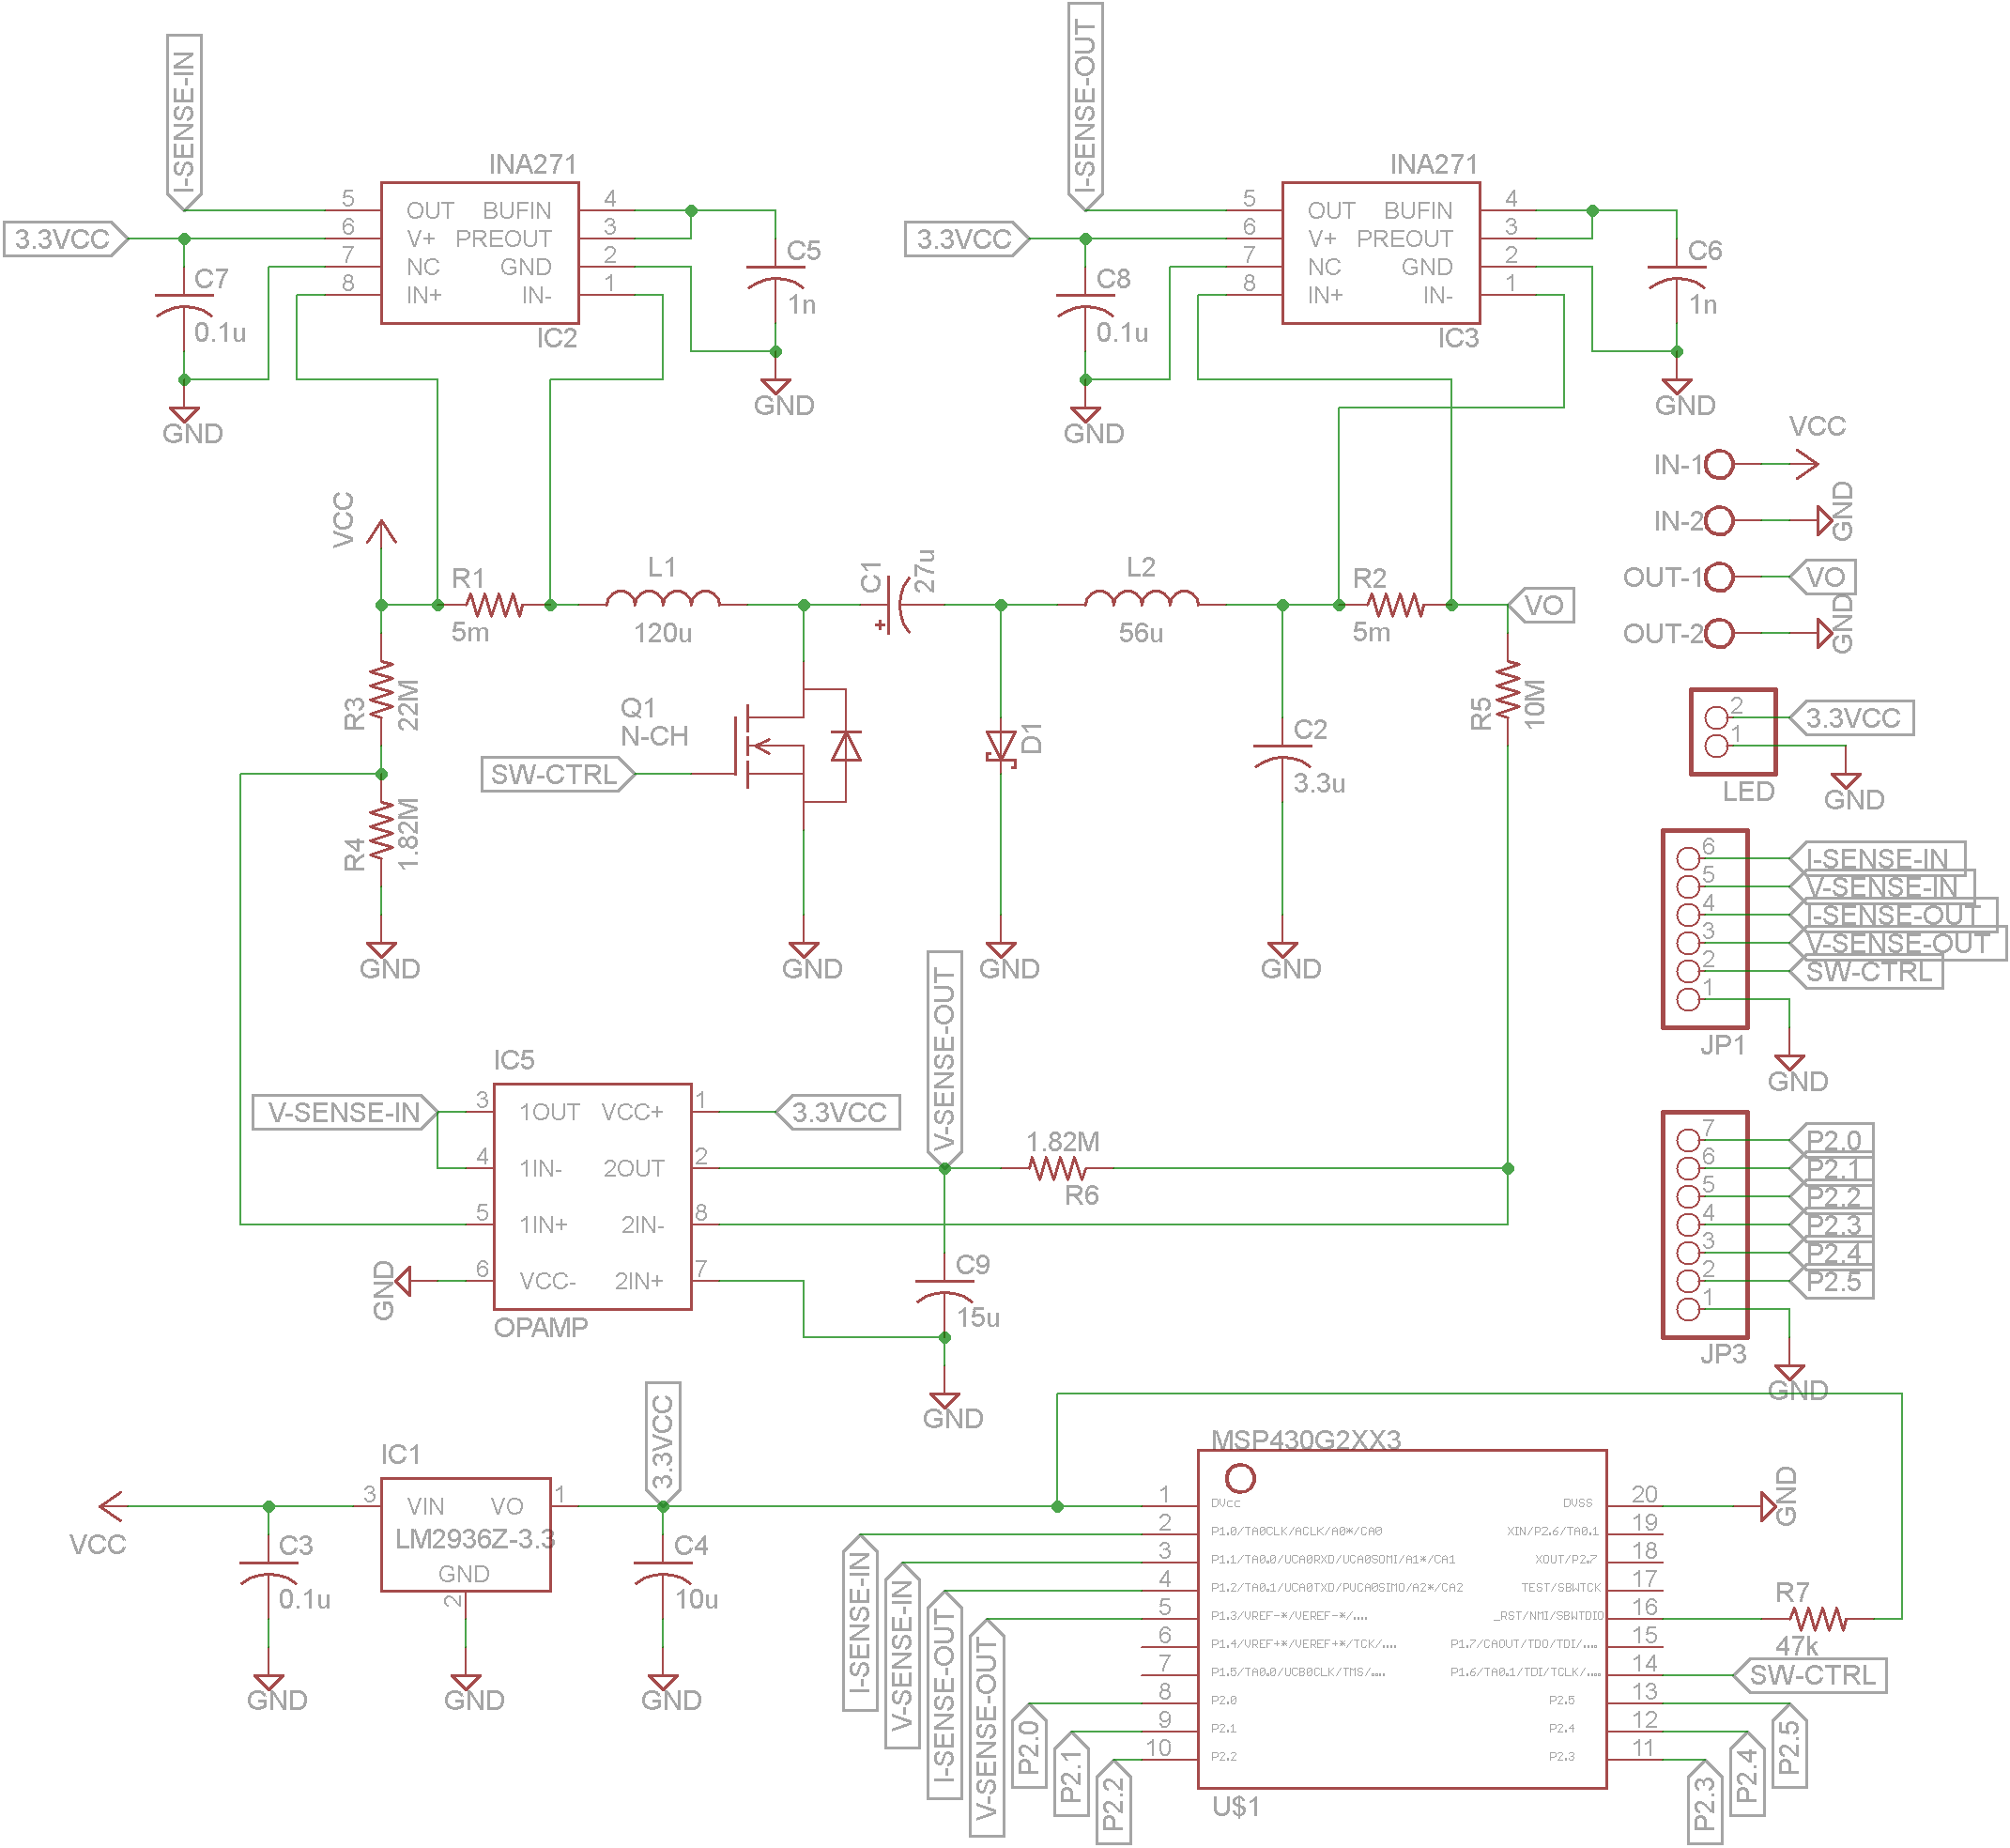 I-SENSE-IN
INA271
3.3VCC
5
6
7
8
OUT
V+
NC
IN+
BUFIN
PREOUT
GND
IN-
4
3
2
1
IC2
C7
0.1u
GND
C5
1n
GND
I-SENSE-OUT
INA271
3.3VCC
5
6
7
8
OUT
V+
NC
IN+
BUFIN
PREOUT
GND
IN-
4
3
2
1
IC3
C8
0.1u
GND
C6
1n
GND
VCC
R1
5m
L1
120u
C1
27u
L2
56u
R2
5m
VO
R3
22M
R4
1.82M
GND
Q1
N-CH
SW-CTRL
GND
D1
GND
C2
3.3u
GND
R5
10M
VCC
IN-1
IN-2
GND
OUT-1
VO
OUT-2
GND
2
1
3.3VCC
LED
GND
6
I-SENSE-IN
5
V-SENSE-IN
4
I-SENSE-OUT
3
V-SENSE-OUT
2
SW-CTRL
1
JP1
GND
7
P2.0
6
P2.1
5
P2.2
4
P2.3
3
P2.4
2
P2.5
1
JP3
GND
IC5
V-SENSE-IN
3
4
5
6
1OUT
1IN-
1IN+
VCC-
VCC+
2OUT
2IN-
2IN+
1
2
8
7
3.3VCC
GND
OPAMP
V-SENSE-OUT
1.82M
R6
C9
15u
GND
IC1
3
VIN
VO
1
LM2936Z-3.3
GND
2
VCC
3.3VCC
C3
0.1u
GND
GND
C4
10u
GND
MSP430G2XX3
1
DVcc
2
P1.0/TA0CLK/ACLK/A0*/CA0
3
P1.1/TA0.0/UCA0RXD/UCA0SOMI/A1*/CA1
4
P1.2/TA0.1/UCA0TXD/PUCA0SIMO/A2*/CA2
5
P1.3/VREF-*/VEREF-*/....
6
P1.4/VREF+*/VEREF+*/TCK/....
7
P1.5/TA0.0/UCB0CLK/TMS/....
8
P2.0
9
P2.1
10
P2.2
DVSS
20
XIN/P2.6/TA0.1
19
XOUT/P2.7
18
TEST/SBWTCK
17
_RST/NMI/SBWTDIO
16
P1.7/CAOUT/TDO/TDI/....
15
P1.6/TA0.1/TDI/TCLK/....
14
P2.5
13
P2.4
12
P2.3
11
U$1
GND
R7
47k
SW-CTRL
I-SENSE-IN
V-SENSE-IN
I-SENSE-OUT
V-SENSE-OUT
P2.0
P2.1
P2.2
P2.3
P2.4
P2.5